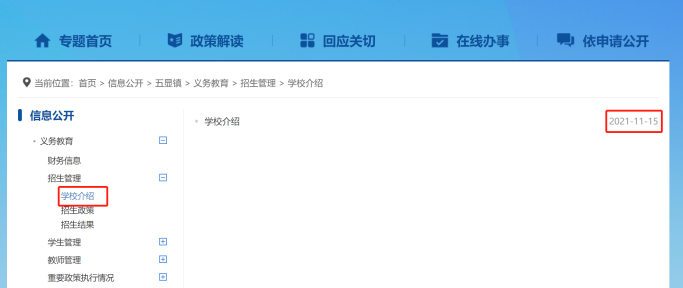 专题首页 政策解读 回应关切 在线办事 依申请公开
当前位置：首页 > 信息公开 > 五显镇 > 义务教育 > 招生管理 > 学校介绍
信息公开
学校介绍 2021-11-15
义务教育
财务信息
招生管理
学校介绍
招生政策
招生结果
学生管理
教师管理
重要政策执行情况